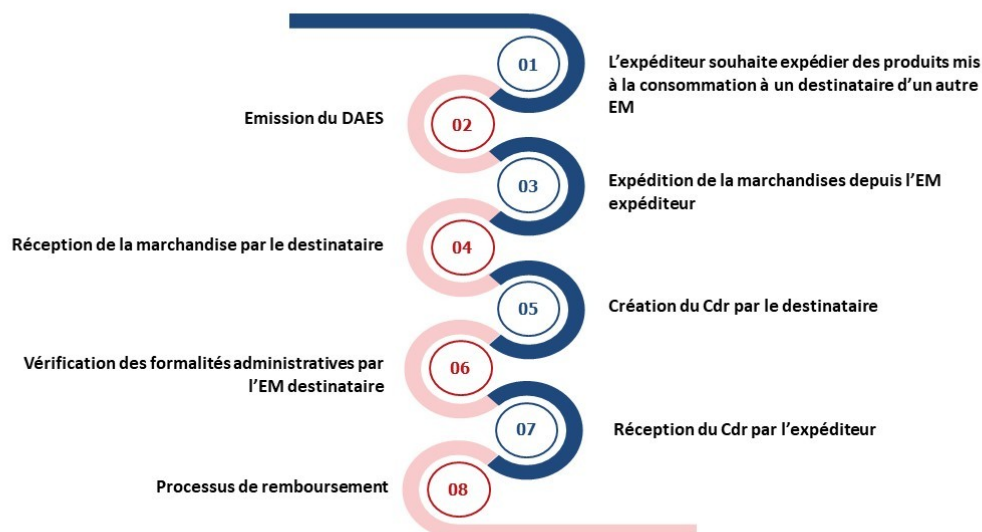 01
L’expéditeur souhaite expédier des produits mis
à la consommation à un destinataire d’un autre
EM
Emission du DAES
02
03
Expédition de la marchandises depuis l’EM
expéditeur
Réception de la marchandise par le destinataire
04
05
Création du Cdr par le destinataire
Vérification des formalités administratives par
l’EM destinataire
06
07
Réception du Cdr par l’expéditeur
Processus de remboursement
08